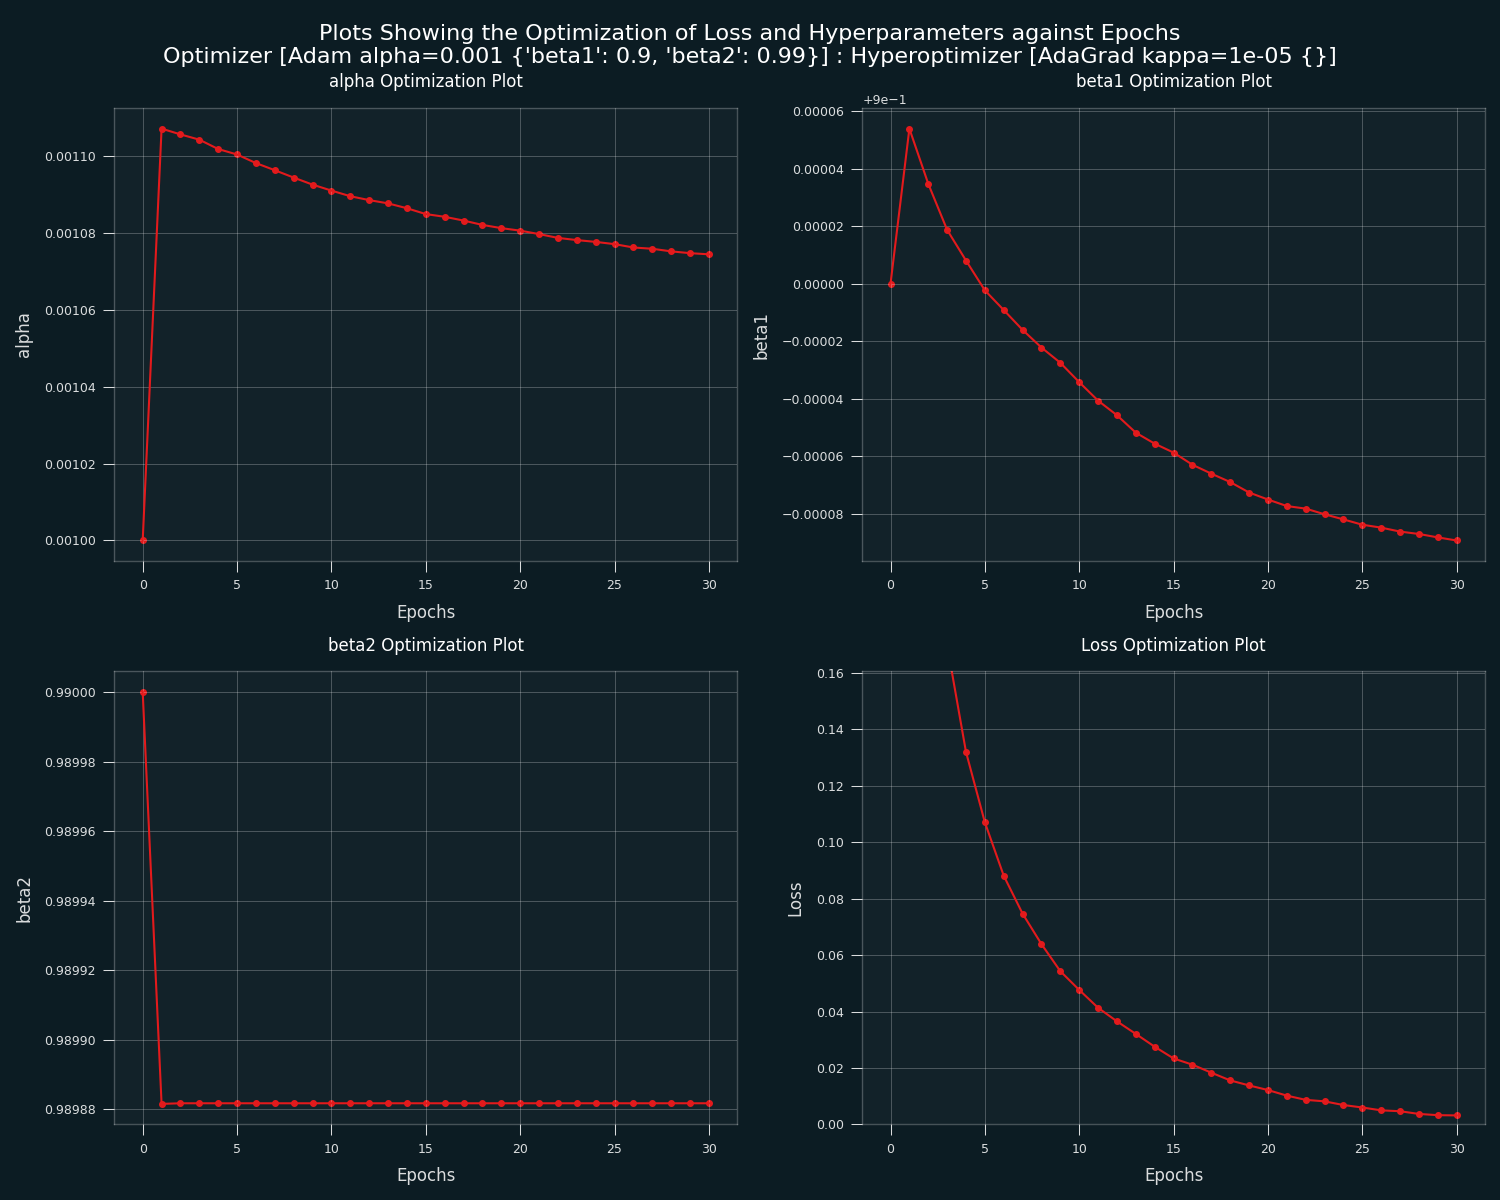 Plots Showing the Optimization of Loss and Hyperparameters against Epochs
Optimizer [Adam alpha=0.001 {'beta1': 0.9, 'beta2': 0.99}] : Hyperoptimizer [AdaGrad kappa=1e-05 {}]
alpha Optimization Plot
0.00110
0.00108
0.00106
0.00104
0.00102
0.00100
alpha
0 5 10 15 20 25 30
Epochs
beta1 Optimization Plot
+9e−1
0.00006
0.00004
0.00002
0.00000
−0.00002
−0.00004
−0.00006
−0.00008
beta1
0 5 10 15 20 25 30
Epochs
beta2 Optimization Plot
0.99000
0.98998
0.98996
0.98994
0.98992
0.98990
0.98988
beta2
0 5 10 15 20 25 30
Epochs
Loss Optimization Plot
0.16
0.14
0.12
0.10
0.08
0.06
0.04
0.02
0.00
Loss
0 5 10 15 20 25 30
Epochs